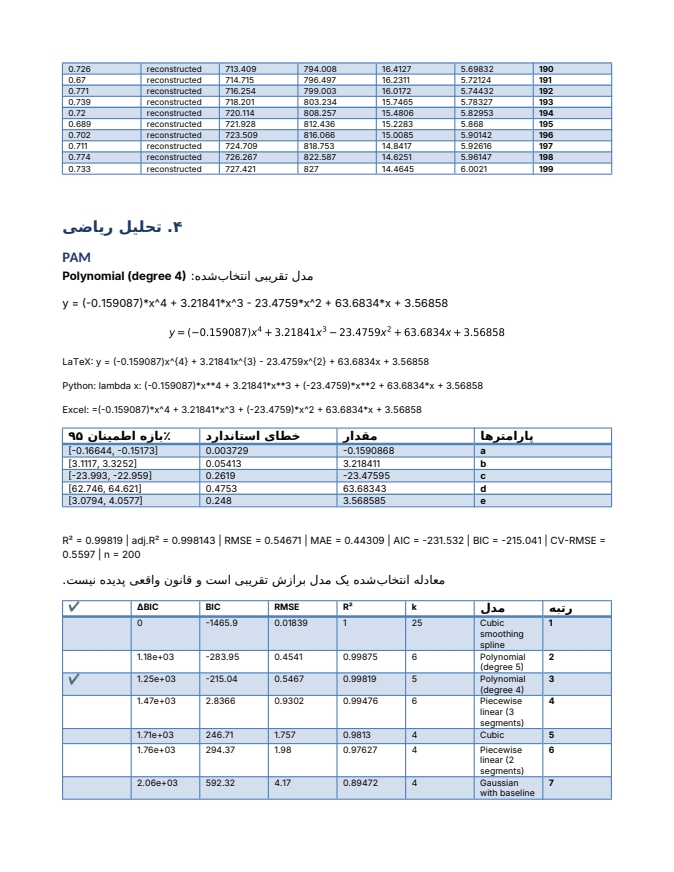 0.726 reconstructed 713.409 794.008 16.4127 5.69832 190
0.67 reconstructed 714.715 796.497 16.2311 5.72124 191
0.771 reconstructed 716.254 799.003 16.0172 5.74432 192
0.739 reconstructed 718.201 803.234 15.7465 5.78327 193
0.72 reconstructed 720.114 808.257 15.4806 5.82953 194
0.689 reconstructed 721.928 812.436 15.2283 5.868 195
0.702 reconstructed 723.509 816.066 15.0085 5.90142 196
0.711 reconstructed 724.709 818.753 14.8417 5.92616 197
0.774 reconstructed 726.267 822.587 14.6251 5.96147 198
0.733 reconstructed 727.421 827 14.4645 6.0021 199
۴. تحلیل ریاضی
PAM
مدل تقریبی انتخاب‌شده: Polynomial (degree 4)
y = (-0.159087)*x^4 + 3.21841*x^3 - 23.4759*x^2 + 63.6834*x + 3.56858
y = (−0.159087)x⁴ + 3.21841x³ − 23.4759x² + 63.6834x + 3.56858
LaTeX: y = (-0.159087)x^{4} + 3.21841x^{3} - 23.4759x^{2} + 63.6834x + 3.56858
Python: lambda x: (-0.159087)*x**4 + 3.21841*x**3 + (-23.4759)*x**2 + 63.6834*x + 3.56858
Excel: =(-0.159087)*x^4 + 3.21841*x^3 + (-23.4759)*x^2 + 63.6834*x + 3.56858
پارامترها مقدار خطای استاندارد بازه اطمینان ۹۵٪
[-0.16644, -0.15173] 0.003729 -0.1590868 a
[3.1117, 3.3252] 0.05413 3.218411 b
[-23.993, -22.959] 0.2619 -23.47595 c
[62.746, 64.621] 0.4753 63.68343 d
[3.0794, 4.0577] 0.248 3.568585 e
R² = 0.99819 | adj.R² = 0.998143 | RMSE = 0.54671 | MAE = 0.44309 | AIC = -231.532 | BIC = -215.041 | CV-RMSE =
0.5597 | n = 200
معادله انتخاب‌شده یک مدل برازش تقریبی است و قانون واقعی پدیده نیست.
✔ ΔBIC BIC RMSE R² k مدل رتبه
0 -1465.9 0.01839 1 25 Cubic 1
smoothing
spline
1.18e+03 -283.95 0.4541 0.99875 6 Polynomial 2
(degree 5)
✔ 1.25e+03 -215.04 0.5467 0.99819 5 Polynomial 3
(degree 4)
1.47e+03 2.8366 0.9302 0.99476 6 Piecewise 4
linear (3
segments)
1.71e+03 246.71 1.757 0.9813 4 Cubic 5
1.76e+03 294.37 1.98 0.97627 4 Piecewise 6
linear (2
segments)
2.06e+03 592.32 4.17 0.89472 4 Gaussian 7
with baseline